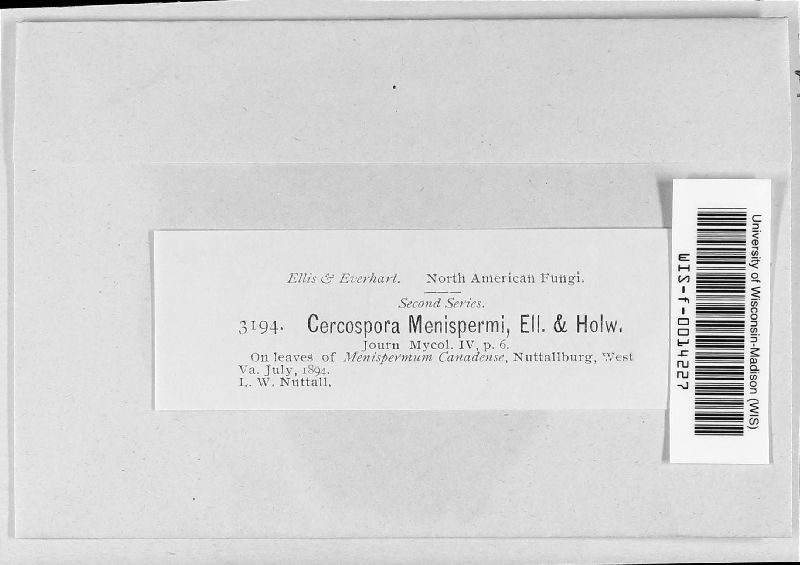 Ellis & Everhart. North American Fungi.
Second Series.
3194. Cercospora Menispermi, Ell. & Holw.
Journ Mycol. IV, p. 6.
On leaves of Menispermum Canadense, Nuttallburg, West
Va. July, 1894.
L. W. Nuttall.
University of Wisconsin-Madison (WIS)
WIS-f-0014227